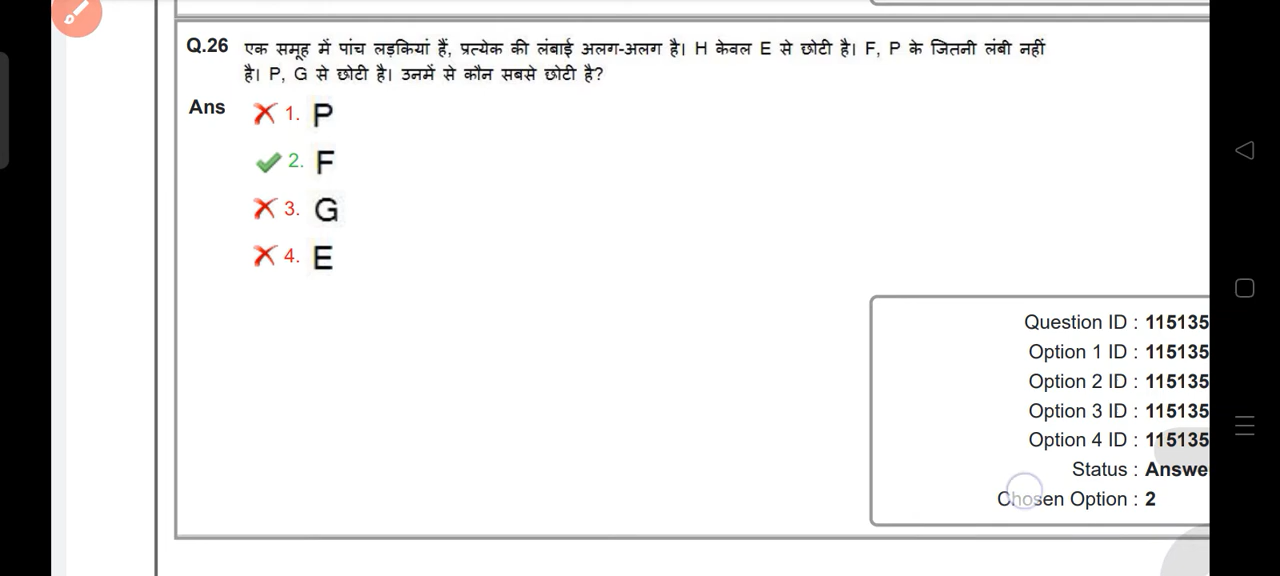 Q.26 एक समूह में पांच लड़कियां हैं, प्रत्येक की लंबाई अलग-अलग है। H केवल E से छोटी है। F, P के जितनी लंबी नहीं
है। P, G से छोटी है। उनमें से कौन सबसे छोटी है?
Ans 1. P
2. F
3. G
4. E
Question ID : 115135
Option 1 ID : 115135
Option 2 ID : 115135
Option 3 ID : 115135
Option 4 ID : 115135
Status : Answe
Chosen Option : 2